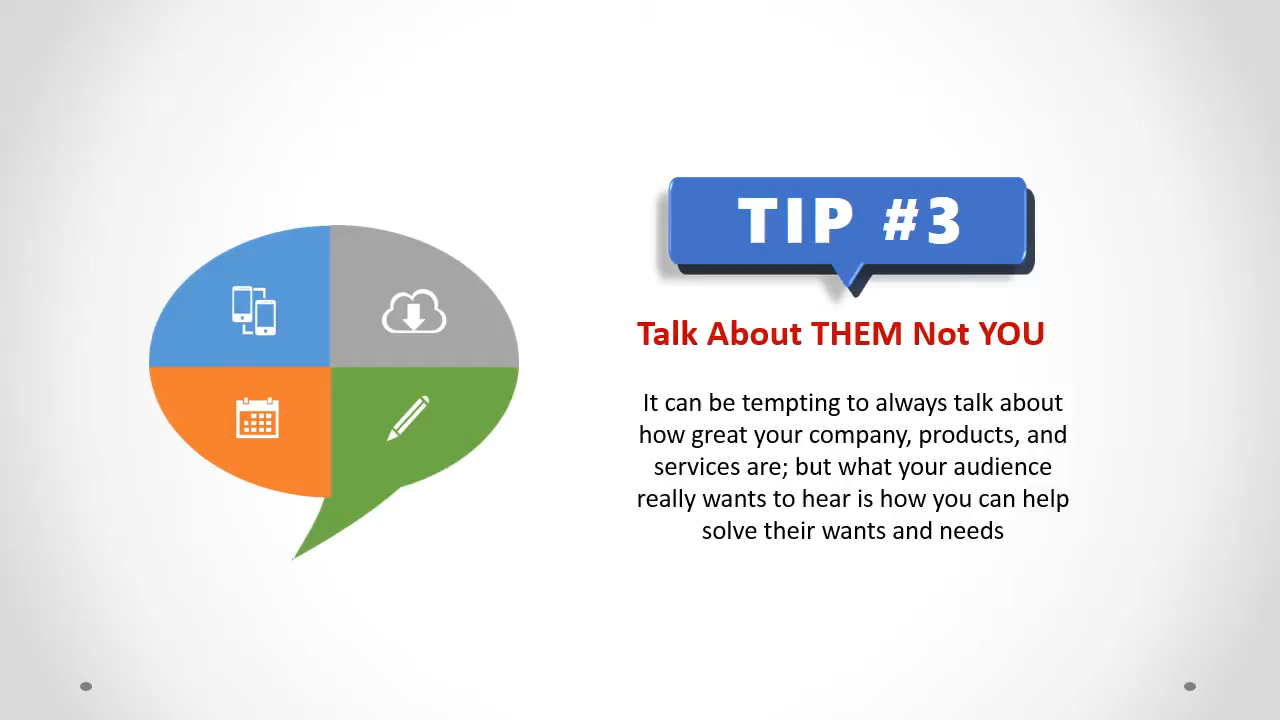 TIP #3
Talk About THEM Not YOU
It can be tempting to always talk about
how great your company, products, and
services are; but what your audience
really wants to hear is how you can help
solve their wants and needs